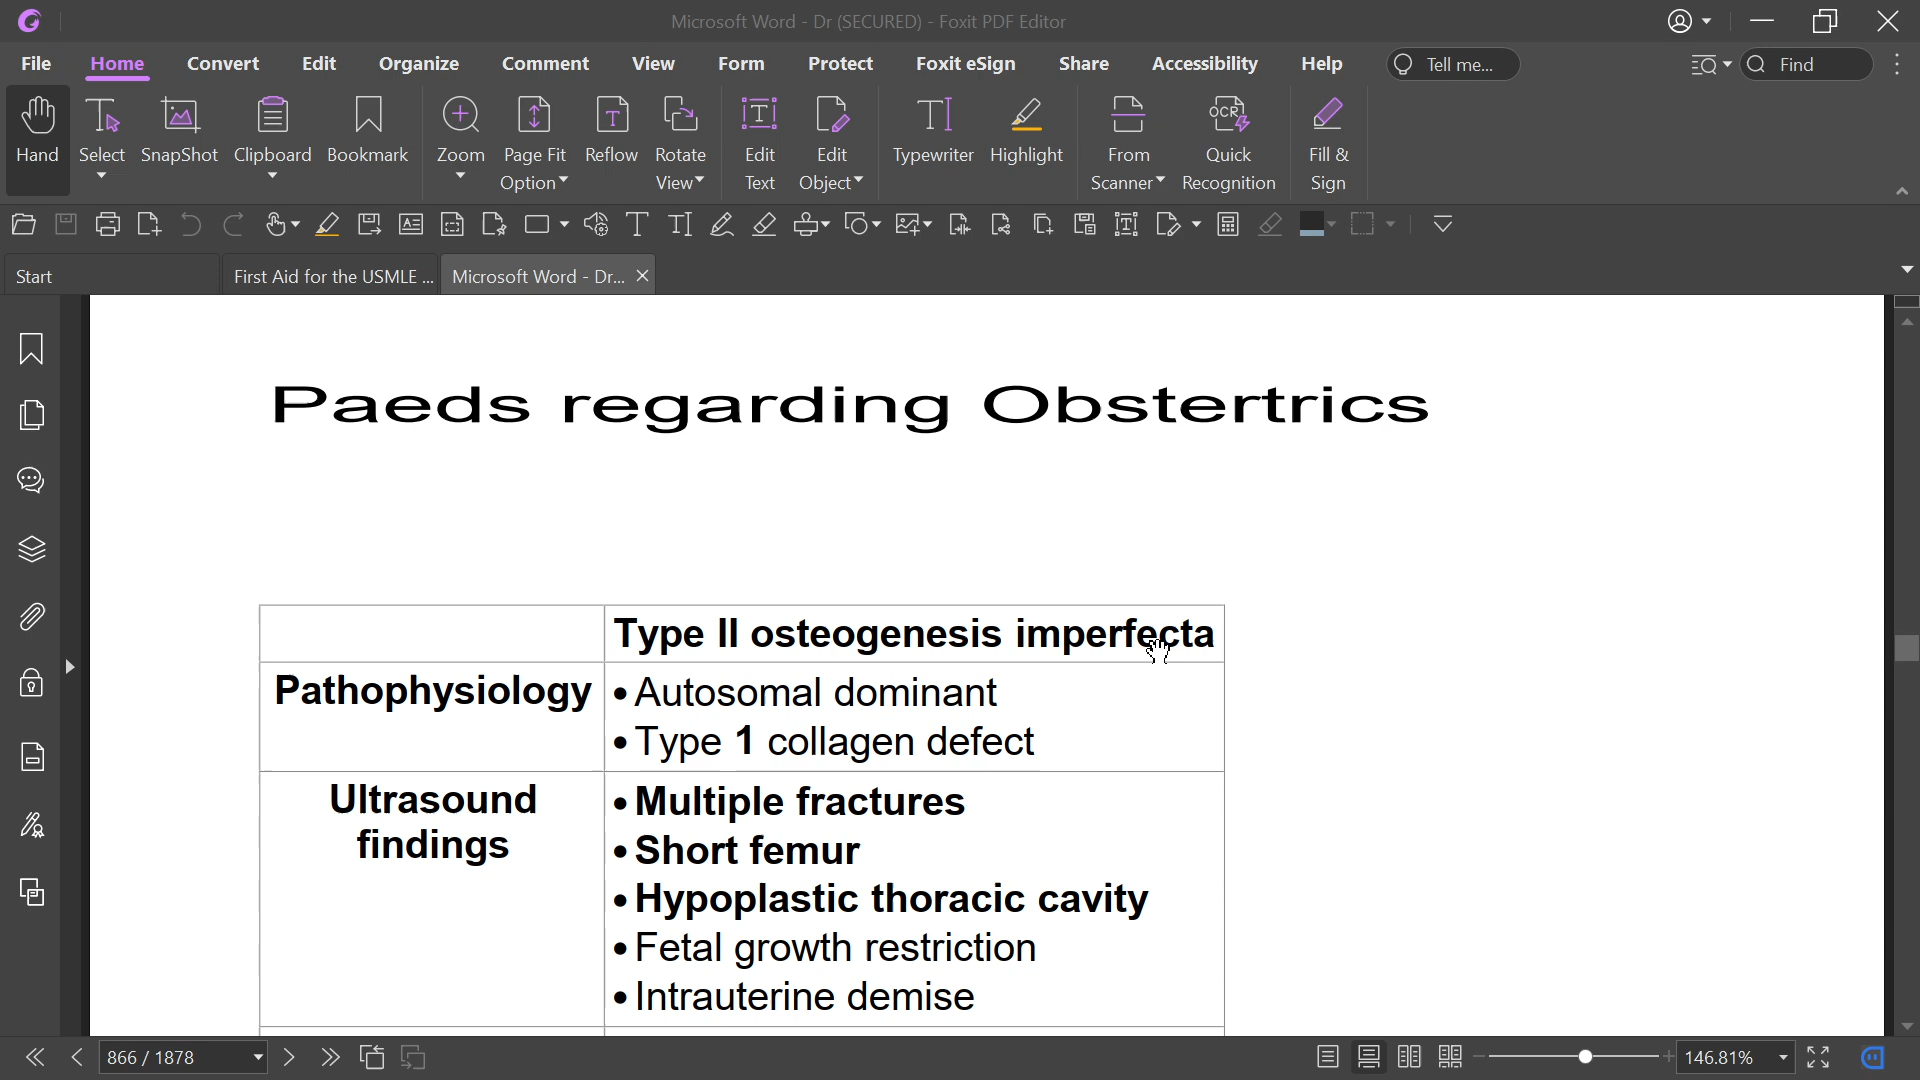 Microsoft Word - Dr (SECURED) - Foxit PDF Editor
File Home Convert Edit Organize Comment View Form Protect Foxit eSign Share Accessibility Help Tell me... Find
Hand Select SnapShot Clipboard Bookmark Zoom Page Fit Option Reflow Rotate View Edit Text Edit Object Typewriter Highlight From Scanner OCR Quick Recognition Fill & Sign
Start First Aid for the USMLE ... Microsoft Word - Dr...
Paeds regarding Obstertrics
Type II osteogenesis imperfecta
Pathophysiology
• Autosomal dominant
• Type 1 collagen defect
Ultrasound
findings
• Multiple fractures
• Short femur
• Hypoplastic thoracic cavity
• Fetal growth restriction
• Intrauterine demise
866 / 1878 146.81%